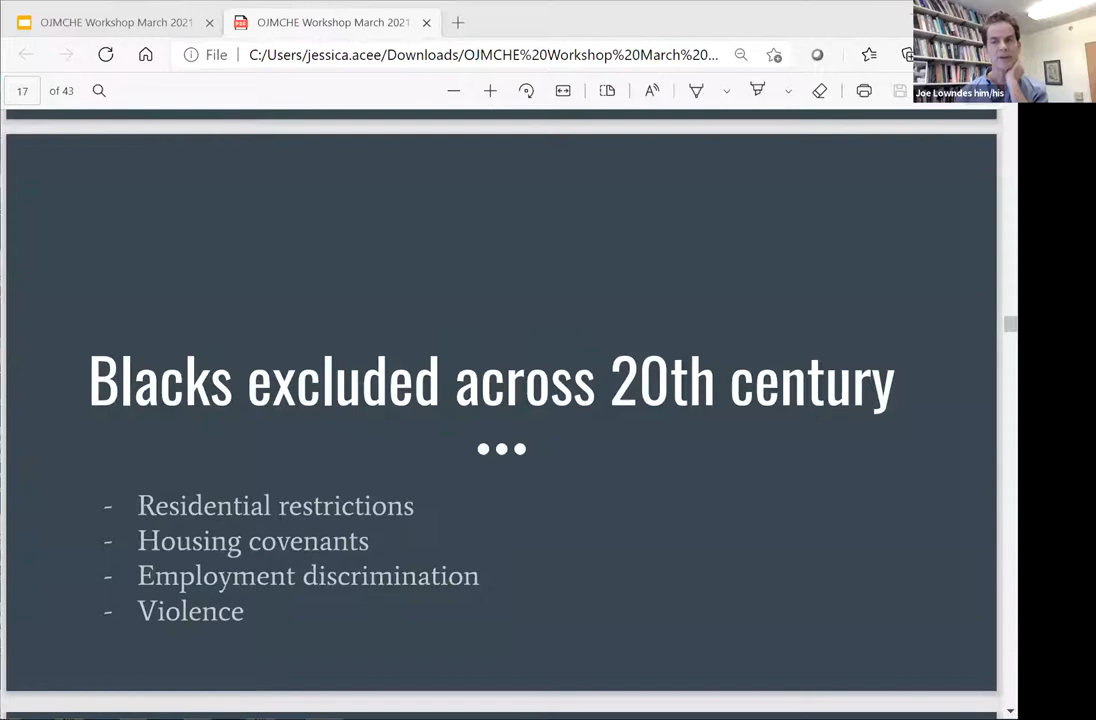 OJMCHE Workshop March 2021
OJMCHE Workshop March 2021
File
C:/Users/jessica.acee/Downloads/OJMCHE%20Workshop%20March%20...
17 of 43
Joe Lowndes him/his
Blacks excluded across 20th century
- Residential restrictions
- Housing covenants
- Employment discrimination
- Violence